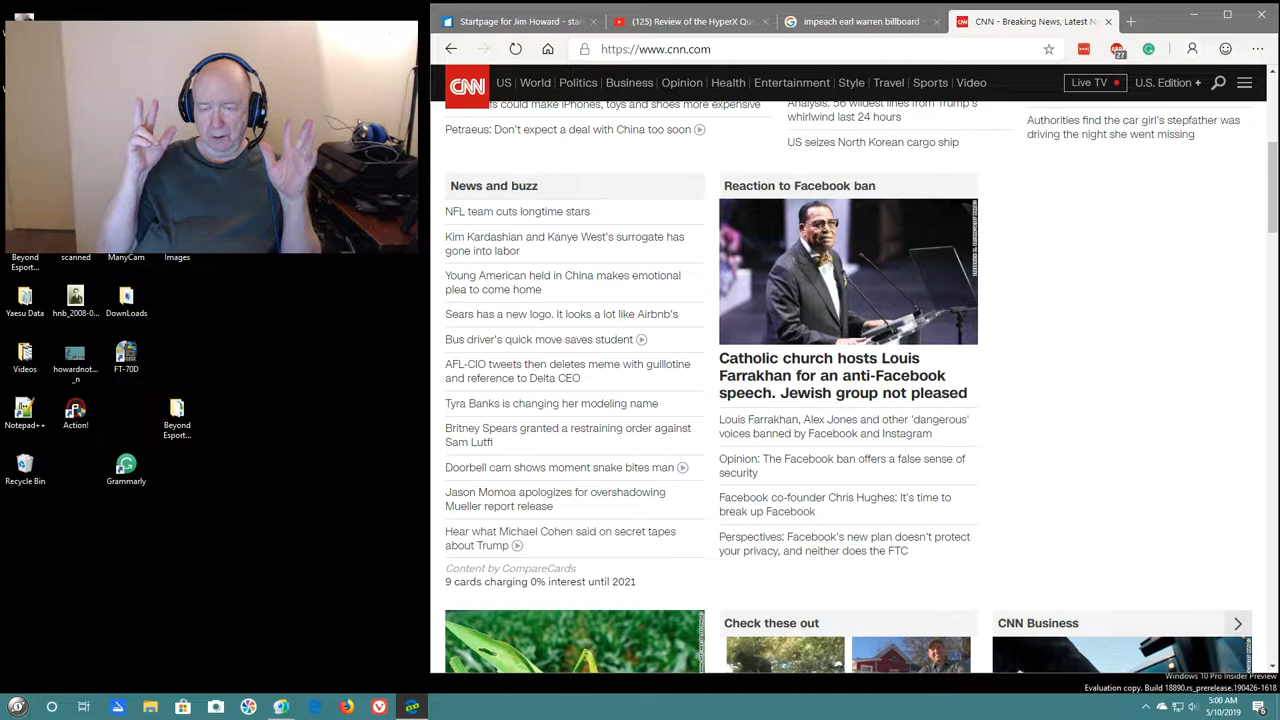 Startpage for Jim Howard - star
(125) Review of the HyperX Qu
impeach earl warren billboard
CNN - Breaking News, Latest N
https://www.cnn.com
27
CNN
US
World
Politics
Business
Opinion
Health
Entertainment
Style
Travel
Sports
Video
Live TV
U.S. Edition +
could make iPhones, toys and shoes more expensive
Petraeus: Don't expect a deal with China too soon
Analysis: 56 wildest lines from Trump's
whirlwind last 24 hours
US seizes North Korean cargo ship
Authorities find the car girl's stepfather was
driving the night she went missing
News and buzz
NFL team cuts longtime stars
Kim Kardashian and Kanye West's surrogate has
gone into labor
Young American held in China makes emotional
plea to come home
Sears has a new logo. It looks a lot like Airbnb's
Bus driver's quick move saves student
AFL-CIO tweets then deletes meme with guillotine
and reference to Delta CEO
Tyra Banks is changing her modeling name
Britney Spears granted a restraining order against
Sam Lutfi
Doorbell cam shows moment snake bites man
Jason Momoa apologizes for overshadowing
Mueller report release
Hear what Michael Cohen said on secret tapes
about Trump
Content by CompareCards
9 cards charging 0% interest until 2021
Reaction to Facebook ban
Catholic church hosts Louis
Farrakhan for an anti-Facebook
speech. Jewish group not pleased
Louis Farrakhan, Alex Jones and other 'dangerous'
voices banned by Facebook and Instagram
Opinion: The Facebook ban offers a false sense of
security
Facebook co-founder Chris Hughes: It's time to
break up Facebook
Perspectives: Facebook's new plan doesn't protect
your privacy, and neither does the FTC
Check these out
CNN Business
Beyond
Esport...
scanned
ManyCam
Images
Yaesu Data
hnb_2008-0...
DownLoads
Videos
howardnot...
_n
FT-70D
Notepad++
Action!
Beyond
Esport...
Recycle Bin
Grammarly
Windows 10 Pro Insider Preview
Evaluation copy. Build 18890.rs_prerelease.190426-1618
5:00 AM
5/10/2019
6